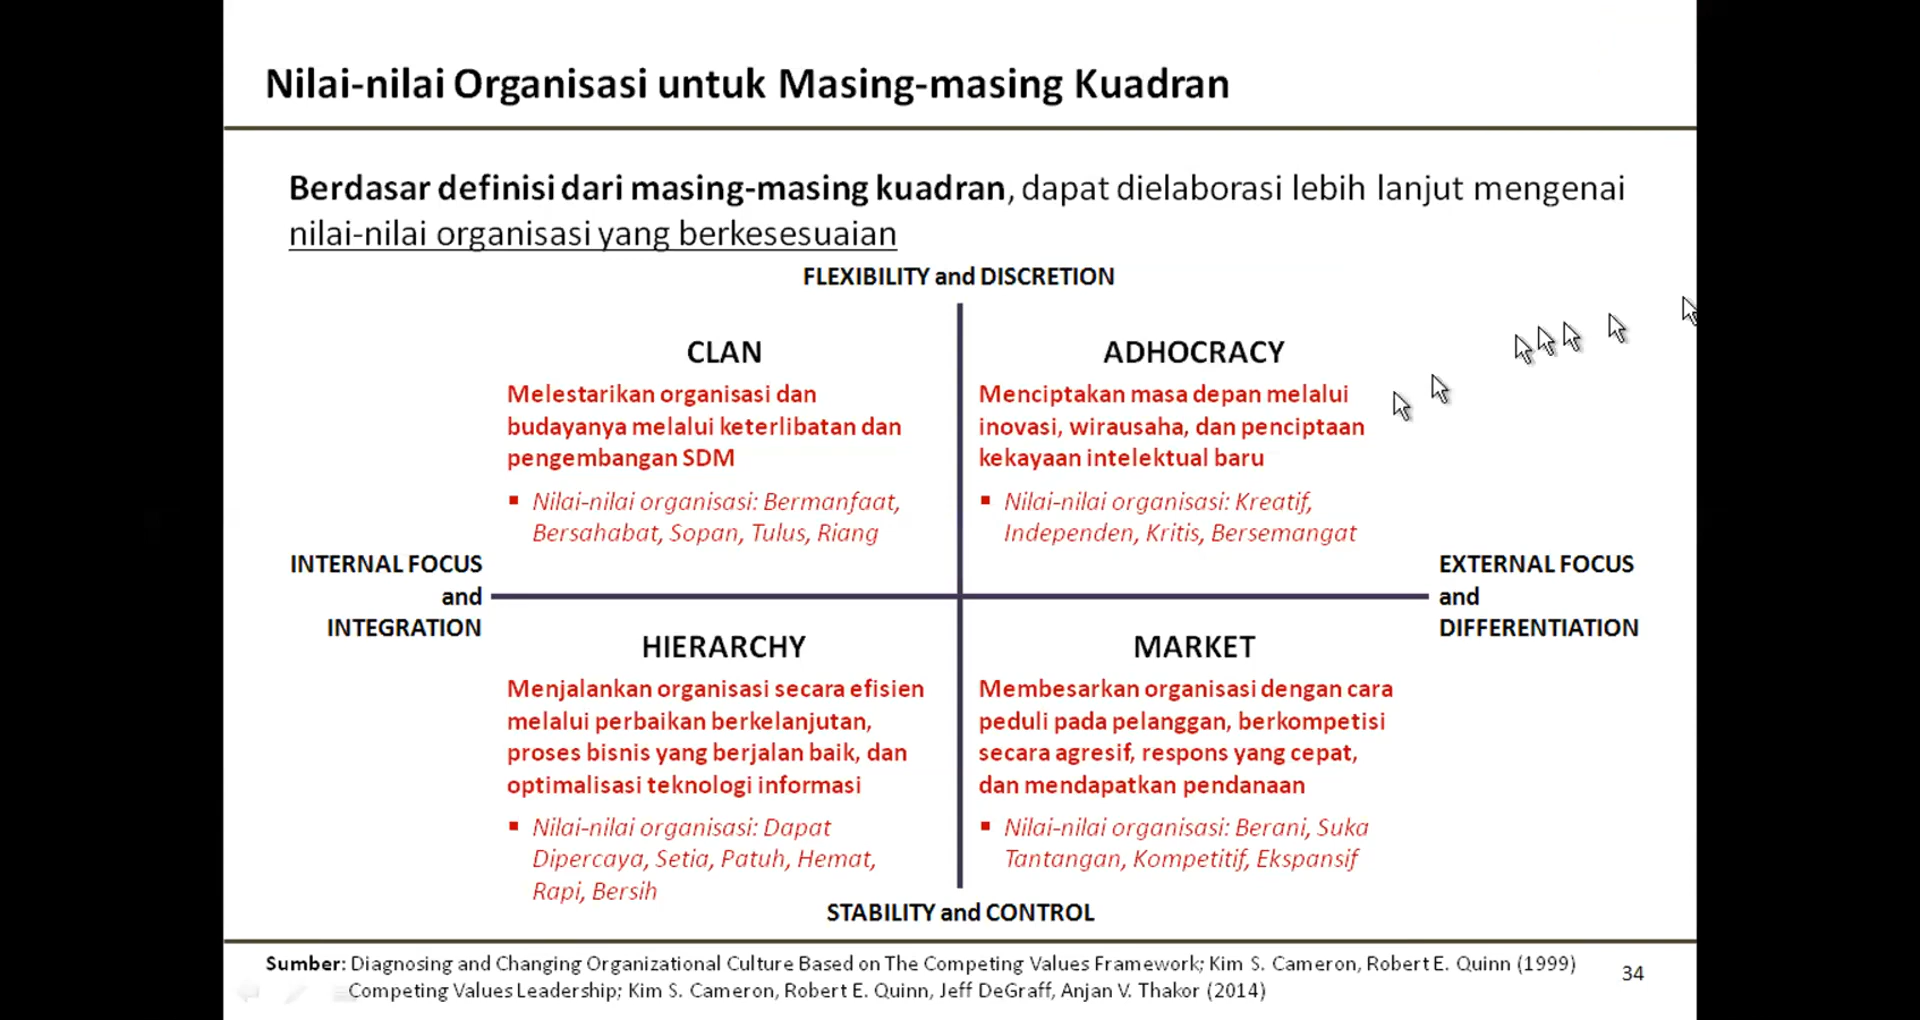 Nilai-nilai Organisasi untuk Masing-masing Kuadran
Berdasar definisi dari masing-masing kuadran, dapat dielaborasi lebih lanjut mengenai
nilai-nilai organisasi yang berkesesuaian
FLEXIBILITY and DISCRETION
CLAN
Melestarikan organisasi dan
budayanya melalui keterlibatan dan
pengembangan SDM
▪ Nilai-nilai organisasi: Bermanfaat,
Bersahabat, Sopan, Tulus, Riang
ADHOCRACY
Menciptakan masa depan melalui
inovasi, wirausaha, dan penciptaan
kekayaan intelektual baru
▪ Nilai-nilai organisasi: Kreatif,
Independen, Kritis, Bersemangat
INTERNAL FOCUS
and
INTEGRATION
EXTERNAL FOCUS
and
DIFFERENTIATION
HIERARCHY
Menjalankan organisasi secara efisien
melalui perbaikan berkelanjutan,
proses bisnis yang berjalan baik, dan
optimalisasi teknologi informasi
▪ Nilai-nilai organisasi: Dapat
Dipercaya, Setia, Patuh, Hemat,
Rapi, Bersih
MARKET
Membesarkan organisasi dengan cara
peduli pada pelanggan, berkompetisi
secara agresif, respons yang cepat,
dan mendapatkan pendanaan
▪ Nilai-nilai organisasi: Berani, Suka
Tantangan, Kompetitif, Ekspansif
STABILITY and CONTROL
Sumber: Diagnosing and Changing Organizational Culture Based on The Competing Values Framework; Kim S. Cameron, Robert E. Quinn (1999)
Competing Values Leadership; Kim S. Cameron, Robert E. Quinn, Jeff DeGraff, Anjan V. Thakor (2014)
34